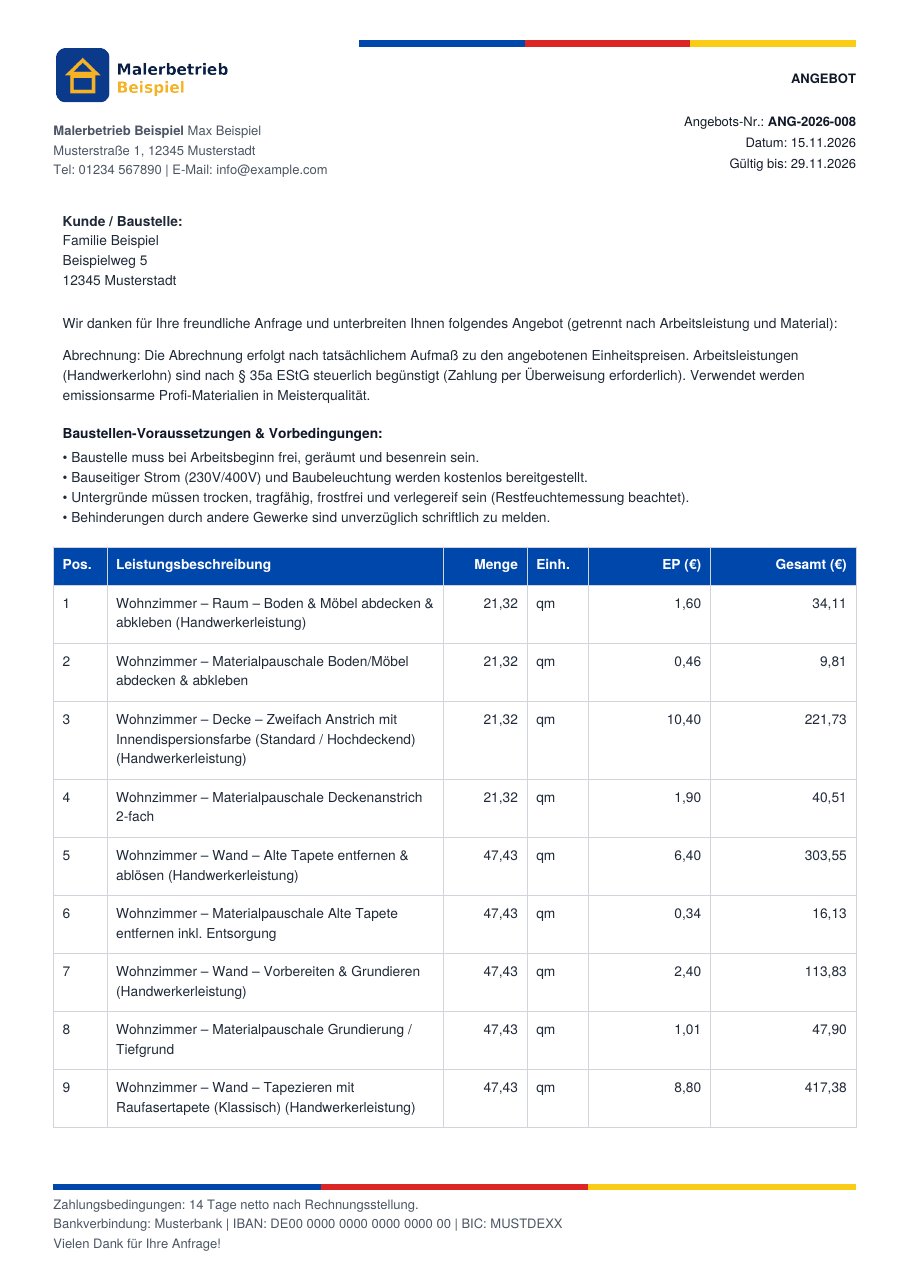 Malerbetrieb
Beispiel
ANGEBOT
Malerbetrieb Beispiel Max Beispiel
Musterstraße 1, 12345 Musterstadt
Tel: 01234 567890 | E-Mail: info@example.com
Angebots-Nr.: ANG-2026-008
Datum: 15.11.2026
Gültig bis: 29.11.2026
Kunde / Baustelle:
Familie Beispiel
Beispielweg 5
12345 Musterstadt
Wir danken für Ihre freundliche Anfrage und unterbreiten Ihnen folgendes Angebot (getrennt nach Arbeitsleistung und Material):
Abrechnung: Die Abrechnung erfolgt nach tatsächlichem Aufmaß zu den angebotenen Einheitspreisen. Arbeitsleistungen
(Handwerkerlohn) sind nach § 35a EStG steuerlich begünstigt (Zahlung per Überweisung erforderlich). Verwendet werden
emissionsarme Profi-Materialien in Meisterqualität.
Baustellen-Voraussetzungen & Vorbedingungen:
• Baustelle muss bei Arbeitsbeginn frei, geräumt und besenrein sein.
• Bauseitiger Strom (230V/400V) und Baubeleuchtung werden kostenlos bereitgestellt.
• Untergründe müssen trocken, tragfähig, frostfrei und verlegereif sein (Restfeuchtemessung beachtet).
• Behinderungen durch andere Gewerke sind unverzüglich schriftlich zu melden.
Pos. Leistungsbeschreibung Menge Einh. EP (€) Gesamt (€)
1 Wohnzimmer – Raum – Boden & Möbel abdecken & 21,32 qm 1,60 34,11
abkleben (Handwerkerleistung)
2 Wohnzimmer – Materialpauschale Boden/Möbel 21,32 qm 0,46 9,81
abdecken & abkleben
3 Wohnzimmer – Decke – Zweifach Anstrich mit 21,32 qm 10,40 221,73
Innendispersionsfarbe (Standard / Hochdeckend)
(Handwerkerleistung)
4 Wohnzimmer – Materialpauschale Deckenanstrich 21,32 qm 1,90 40,51
2-fach
5 Wohnzimmer – Wand – Alte Tapete entfernen & 47,43 qm 6,40 303,55
ablösen (Handwerkerleistung)
6 Wohnzimmer – Materialpauschale Alte Tapete 47,43 qm 0,34 16,13
entfernen inkl. Entsorgung
7 Wohnzimmer – Wand – Vorbereiten & Grundieren 47,43 qm 2,40 113,83
(Handwerkerleistung)
8 Wohnzimmer – Materialpauschale Grundierung / 47,43 qm 1,01 47,90
Tiefgrund
9 Wohnzimmer – Wand – Tapezieren mit 47,43 qm 8,80 417,38
Raufasertapete (Klassisch) (Handwerkerleistung)
Zahlungsbedingungen: 14 Tage netto nach Rechnungsstellung.
Bankverbindung: Musterbank | IBAN: DE00 0000 0000 0000 0000 00 | BIC: MUSTDEXX
Vielen Dank für Ihre Anfrage!